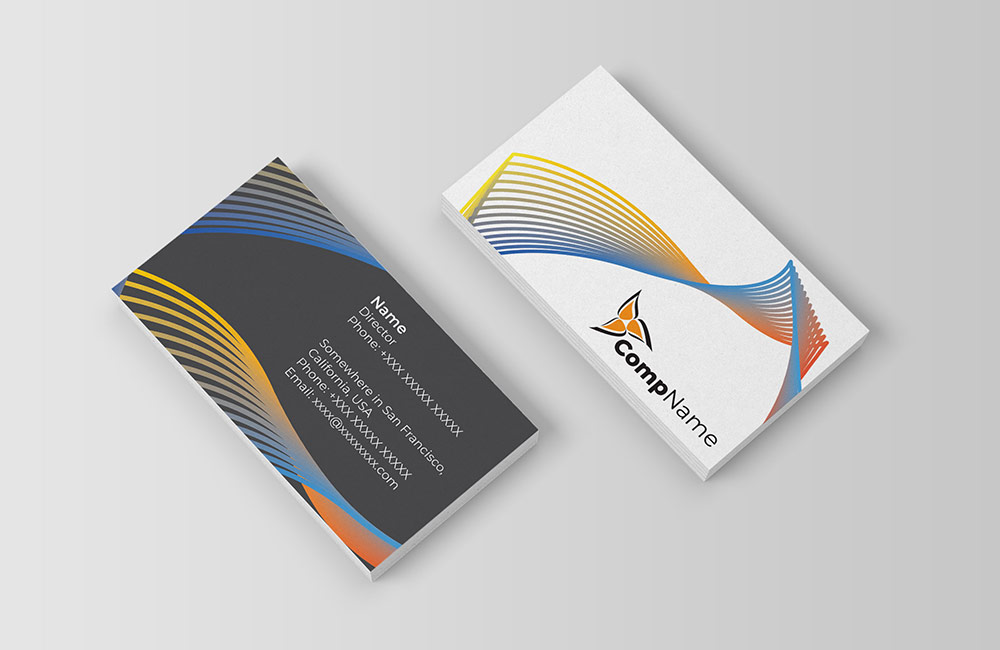 Name
Director
Phone: +XXX XXXXX XXXXX
Somewhere in San Francisco,
California, USA
Phone: +XXX XXXXX XXXXX
Email: xxxx@xxxxxxxx.com
CompName